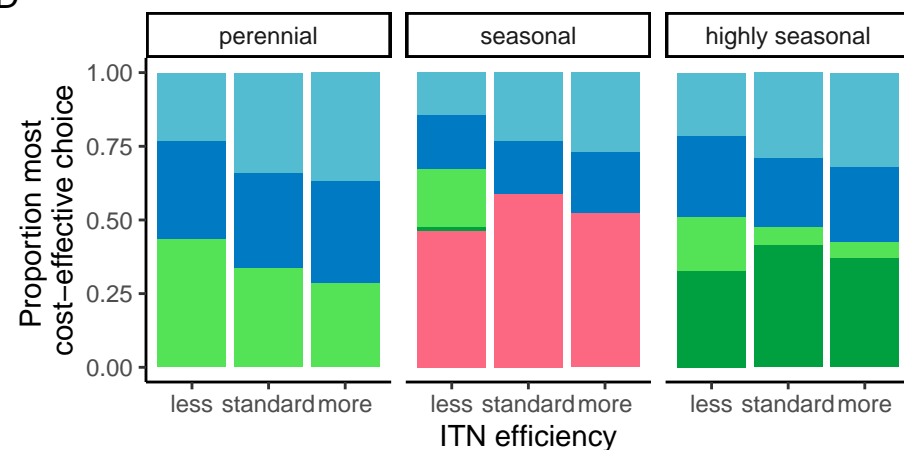 perennial seasonal highly seasonal
Proportion most
cost−effective choice
1.00
0.75
0.50
0.25
0.00
less standard more less standard more less standard more
ITN efficiency